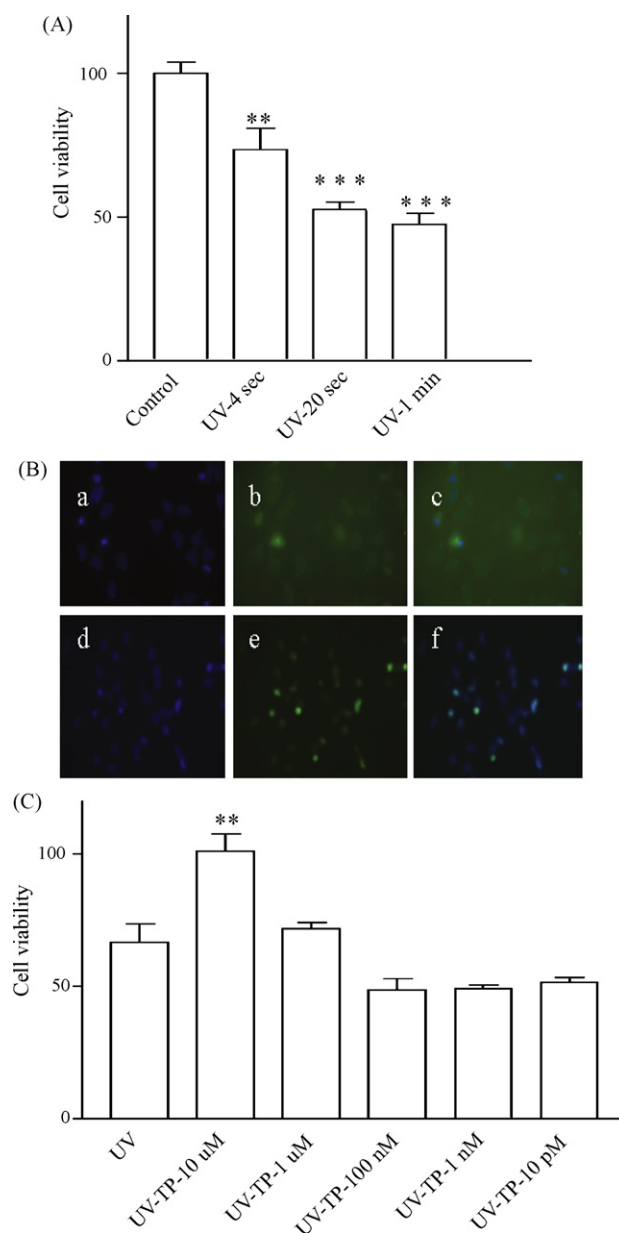 (A)
Cell viability
100
50
0
**
* * *
* * *
Control
UV-4 sec
UV-20 sec
UV-1 min
(B)
a
b
c
d
e
f
(C)
Cell viability
100
50
0
**
UV
UV-TP-10 uM
UV-TP-1 uM
UV-TP-100 nM
UV-TP-1 nM
UV-TP-10 pM